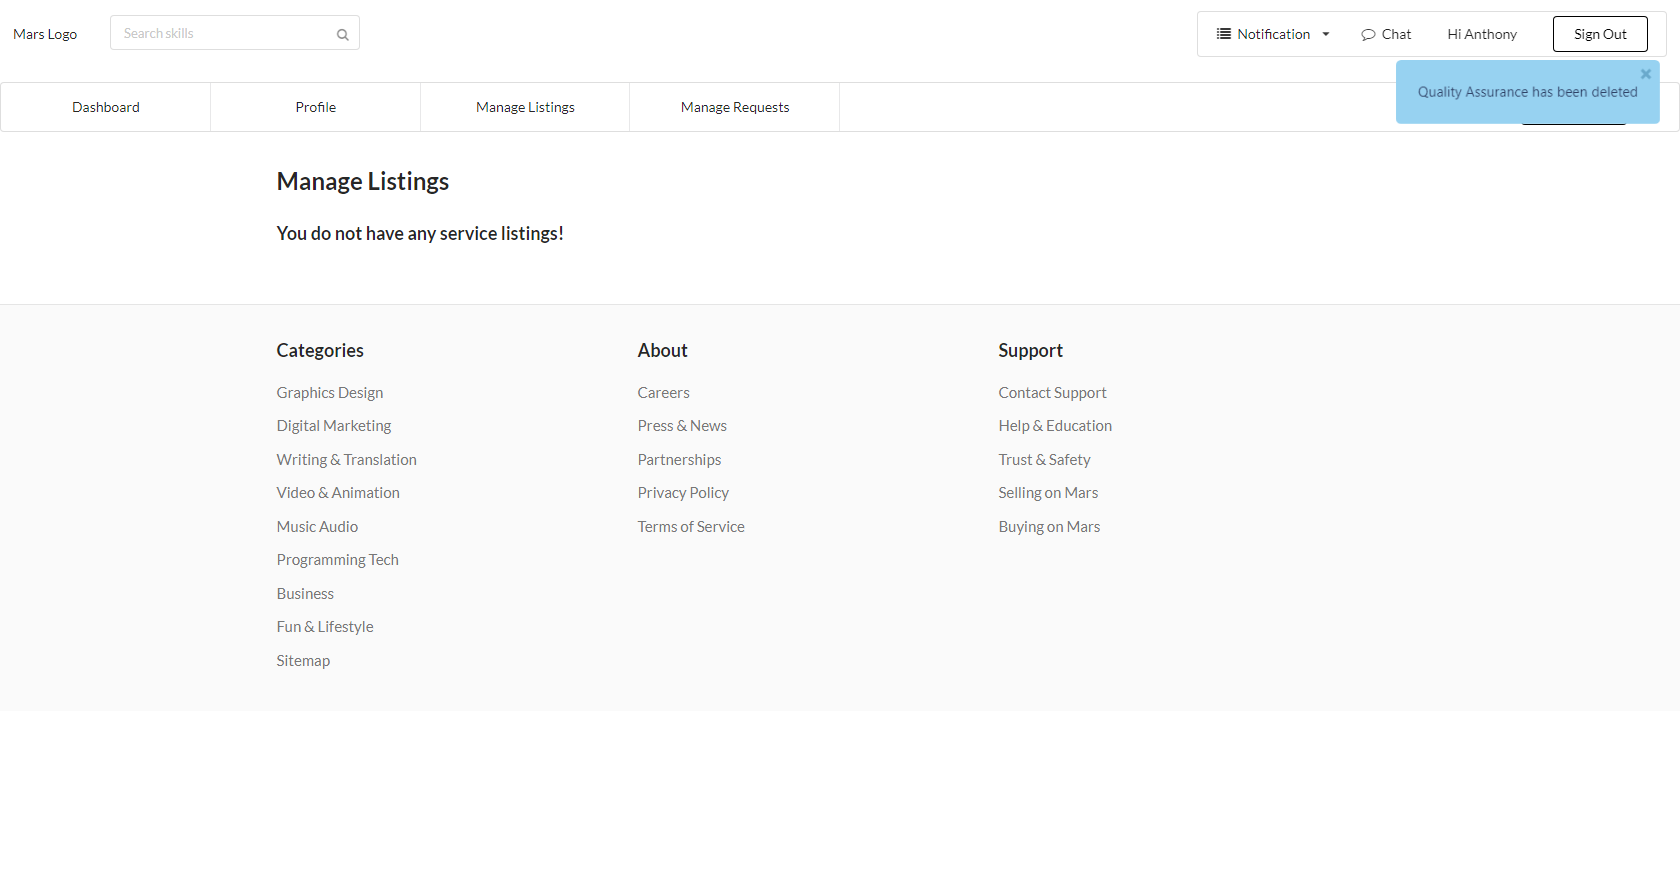 Mars Logo
Search skills
Notification
Chat
Hi Anthony
Sign Out
Quality Assurance has been deleted
Dashboard
Profile
Manage Listings
Manage Requests
Manage Listings
You do not have any service listings!
Categories
Graphics Design
Digital Marketing
Writing & Translation
Video & Animation
Music Audio
Programming Tech
Business
Fun & Lifestyle
Sitemap
About
Careers
Press & News
Partnerships
Privacy Policy
Terms of Service
Support
Contact Support
Help & Education
Trust & Safety
Selling on Mars
Buying on Mars